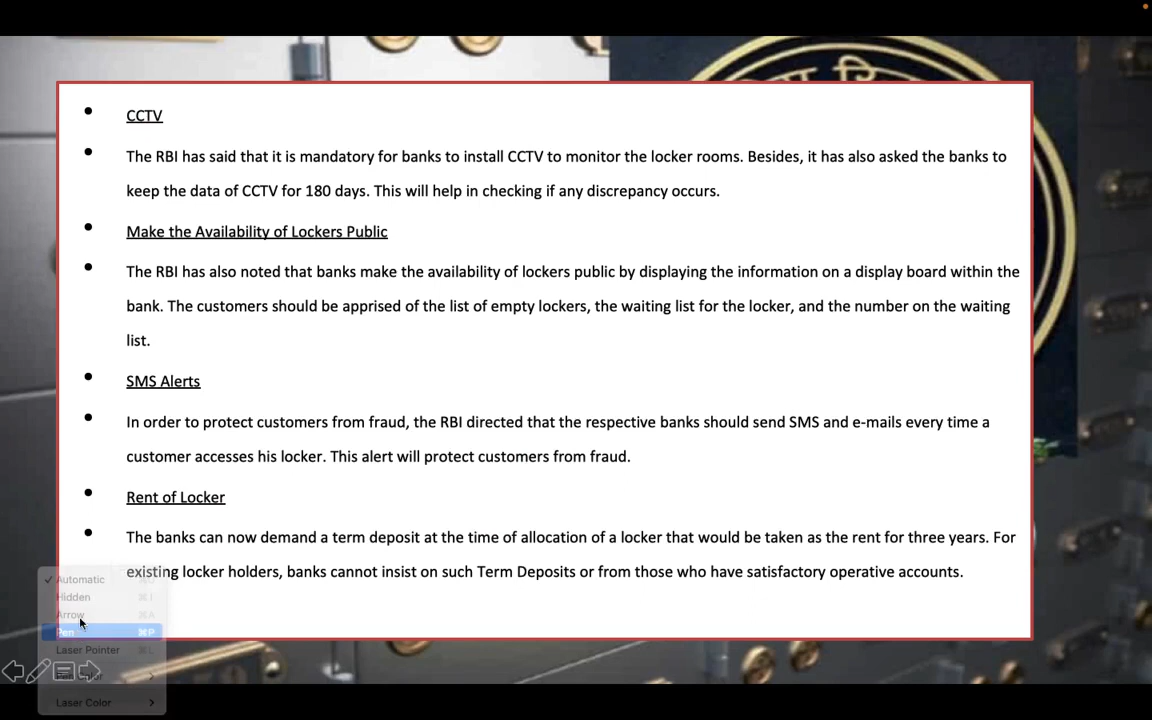 CCTV
The RBI has said that it is mandatory for banks to install CCTV to monitor the locker rooms. Besides, it has also asked the banks to
keep the data of CCTV for 180 days. This will help in checking if any discrepancy occurs.
Make the Availability of Lockers Public
The RBI has also noted that banks make the availability of lockers public by displaying the information on a display board within the
bank. The customers should be apprised of the list of empty lockers, the waiting list for the locker, and the number on the waiting
list.
SMS Alerts
In order to protect customers from fraud, the RBI directed that the respective banks should send SMS and e-mails every time a
customer accesses his locker. This alert will protect customers from fraud.
Rent of Locker
The banks can now demand a term deposit at the time of allocation of a locker that would be taken as the rent for three years. For
existing locker holders, banks cannot insist on such Term Deposits or from those who have satisfactory operative accounts.
✓ Automatic
Hidden ⌘I
Arrow ⌘A
Pen ⌘P
Laser Pointer ⌘L
Laser Color